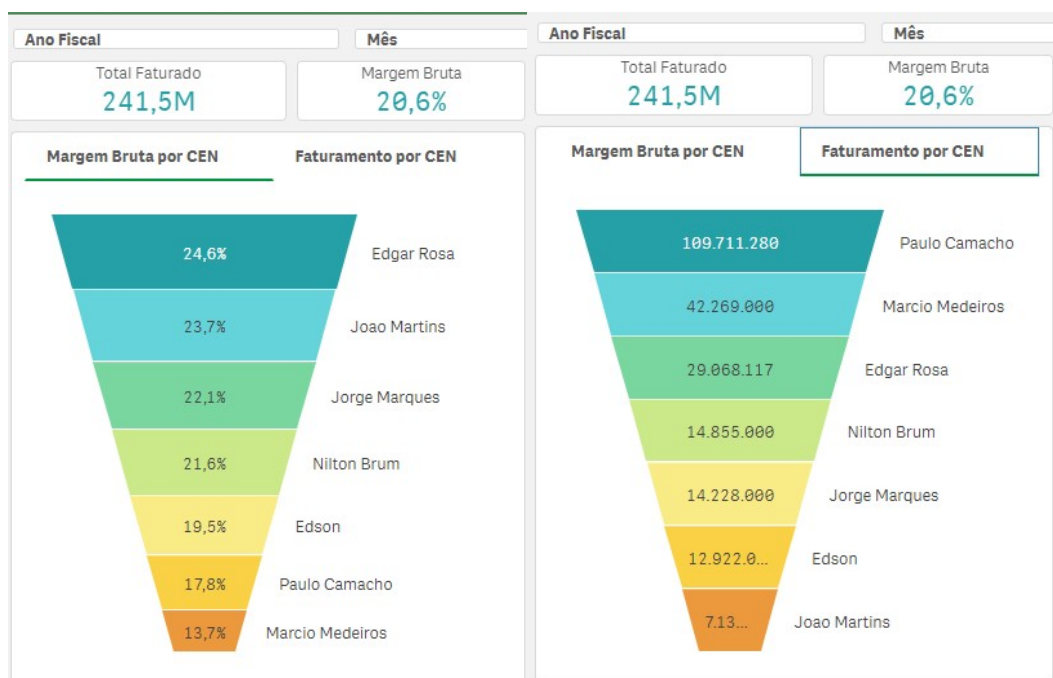 Ano Fiscal
Mês
Total Faturado
241,5M
Margem Bruta
20,6%
Margem Bruta por CEN
Faturamento por CEN
24,6% Edgar Rosa
23,7% Joao Martins
22,1% Jorge Marques
21,6% Nilton Brum
19,5% Edson
17,8% Paulo Camacho
13,7% Marcio Medeiros
Ano Fiscal
Mês
Total Faturado
241,5M
Margem Bruta
20,6%
Margem Bruta por CEN
Faturamento por CEN
109.711.280 Paulo Camacho
42.269.000 Marcio Medeiros
29.068.117 Edgar Rosa
14.855.000 Nilton Brum
14.228.000 Jorge Marques
12.922.0... Edson
7.13... Joao Martins